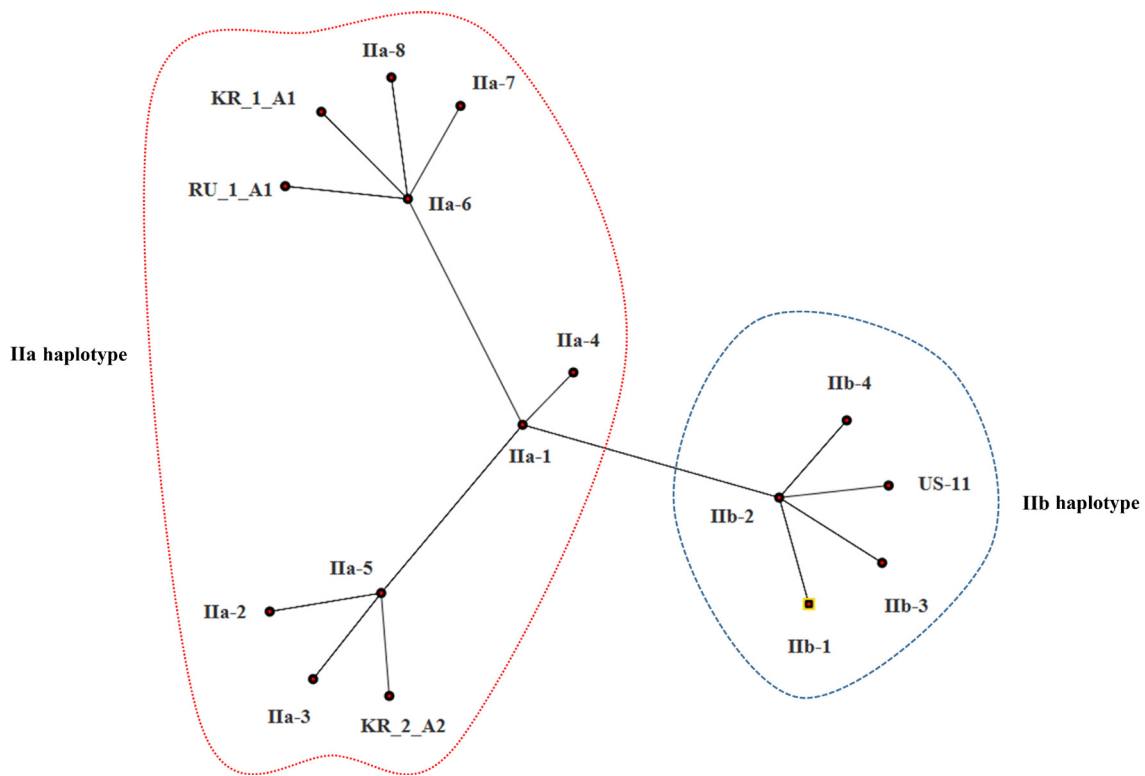 IIa-8
IIa-7
KR_1_A1
RU_1_A1
IIa-6
IIa haplotype
IIa-4
IIb-4
IIa-1
US-11
IIb-2
IIb haplotype
IIa-5
IIa-2
IIb-3
IIb-1
IIa-3
KR_2_A2